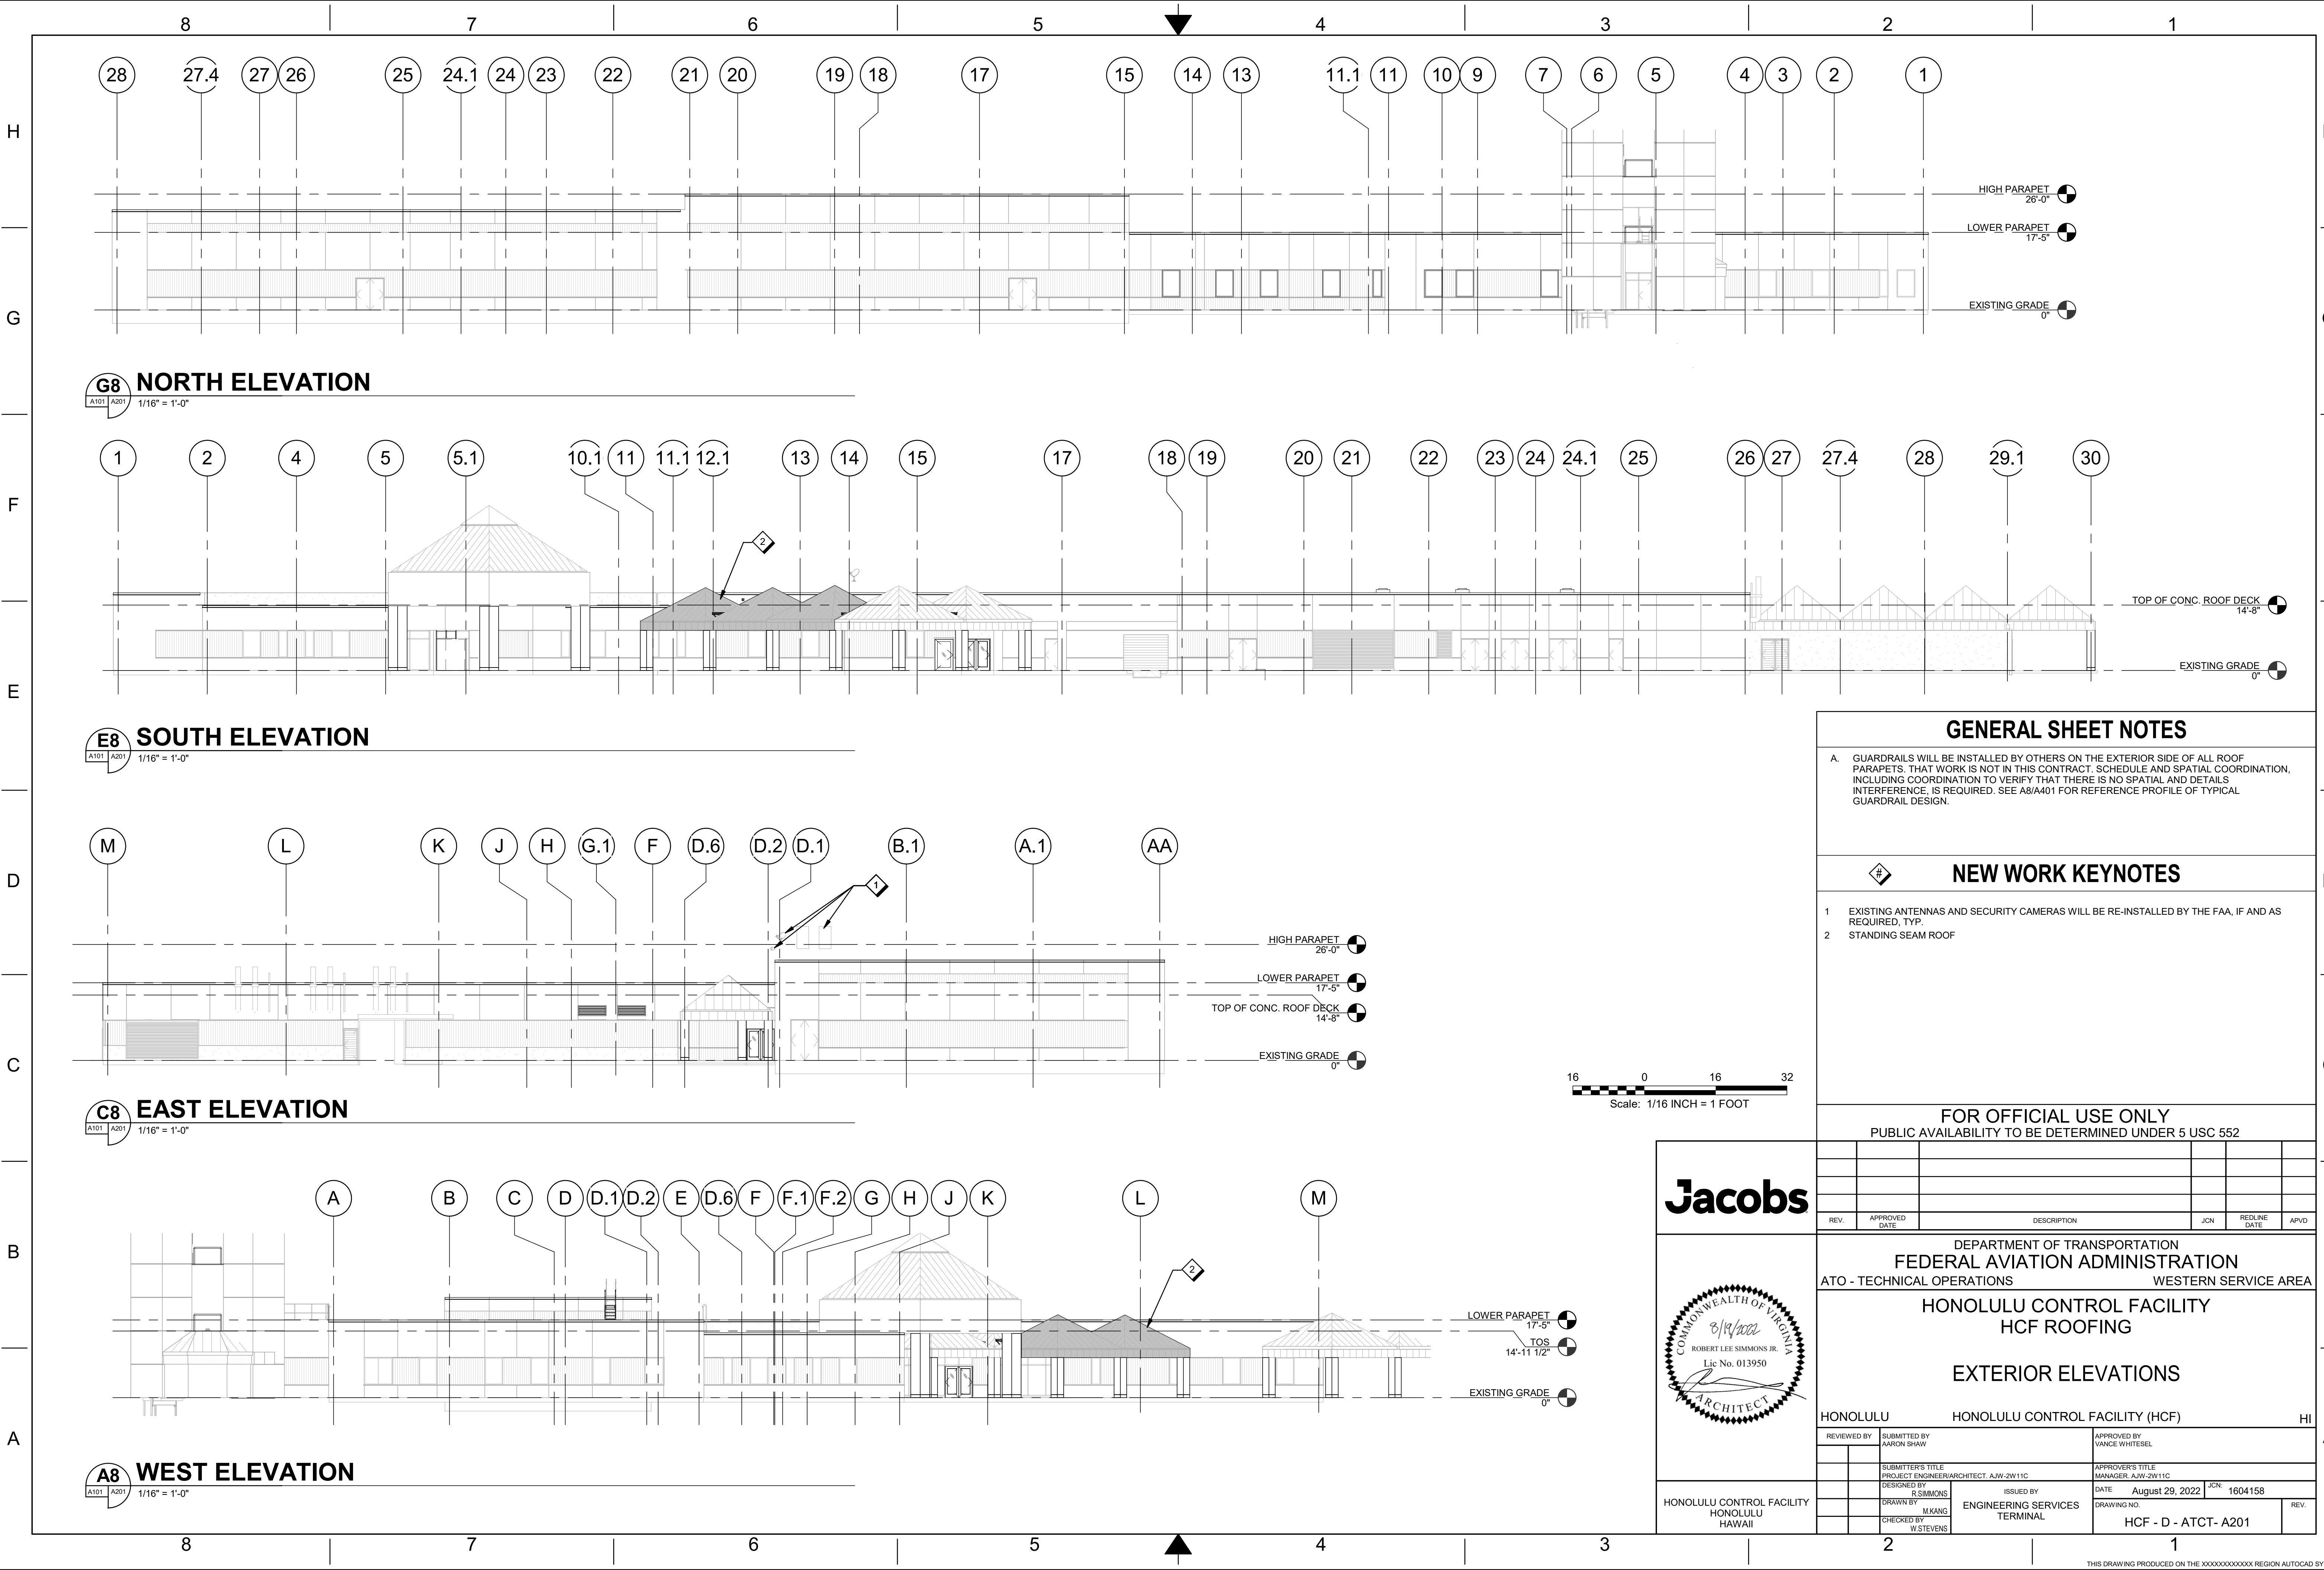 8 7 6 5 4 3 2 1
H
G
F
E
D
C
B
A
28 27.4 27 26 25 24.1 24 23 22 21 20 19 18 17 15 14 13 11.1 11 10 9 7 6 5 4 3 2 1
HIGH PARAPET
26'-0"
LOWER PARAPET
17'-5"
EXISTING GRADE
0"
G8 NORTH ELEVATION
A101 A201 1/16" = 1'-0"
1 2 4 5 5.1 10.1 11 11.1 12.1 13 14 15 17 18 19 20 21 22 23 24 24.1 25 26 27 27.4 28 29.1 30
2
TOP OF CONC. ROOF DECK
14'-8"
EXISTING GRADE
0"
E8 SOUTH ELEVATION
A101 A201 1/16" = 1'-0"
M L K J H G.1 F D.6 D.2 D.1 B.1 A.1 AA
1
HIGH PARAPET
26'-0"
LOWER PARAPET
17'-5"
TOP OF CONC. ROOF DECK
14'-8"
EXISTING GRADE
0"
C8 EAST ELEVATION
A101 A201 1/16" = 1'-0"
16 0 16 32
Scale: 1/16 INCH = 1 FOOT
A B C D D.1 D.2 E D.6 F F.1 F.2 G H J K L M
2
LOWER PARAPET
17'-5"
TOS
14'-11 1/2"
EXISTING GRADE
0"
A8 WEST ELEVATION
A101 A201 1/16" = 1'-0"
GENERAL SHEET NOTES
A. GUARDRAILS WILL BE INSTALLED BY OTHERS ON THE EXTERIOR SIDE OF ALL ROOF
PARAPETS. THAT WORK IS NOT IN THIS CONTRACT. SCHEDULE AND SPATIAL COORDINATION,
INCLUDING COORDINATION TO VERIFY THAT THERE IS NO SPATIAL AND DETAILS
INTERFERENCE, IS REQUIRED. SEE A8/A401 FOR REFERENCE PROFILE OF TYPICAL
GUARDRAIL DESIGN.
# NEW WORK KEYNOTES
1 EXISTING ANTENNAS AND SECURITY CAMERAS WILL BE RE-INSTALLED BY THE FAA, IF AND AS
REQUIRED, TYP.
2 STANDING SEAM ROOF
FOR OFFICIAL USE ONLY
PUBLIC AVAILABILITY TO BE DETERMINED UNDER 5 USC 552
REV. APPROVED DATE DESCRIPTION JCN REDLINE DATE APVD
Jacobs
DEPARTMENT OF TRANSPORTATION
FEDERAL AVIATION ADMINISTRATION
ATO - TECHNICAL OPERATIONS WESTERN SERVICE AREA
COMMONWEALTH OF VIRGINIA
8/19/2022
ROBERT LEE SIMMONS JR.
Lic No. 013950
ARCHITECT
HONOLULU CONTROL FACILITY
HCF ROOFING
EXTERIOR ELEVATIONS
HONOLULU HONOLULU CONTROL FACILITY (HCF) HI
REVIEWED BY
SUBMITTED BY
AARON SHAW
APPROVED BY
VANCE WHITESEL
SUBMITTER'S TITLE
PROJECT ENGINEER/ARCHITECT. AJW-2W11C
APPROVER'S TITLE
MANAGER. AJW-2W11C
DESIGNED BY
R.SIMMONS
DRAWN BY
M.KANG
CHECKED BY
W.STEVENS
ISSUED BY
ENGINEERING SERVICES
TERMINAL
DATE August 29, 2022 JCN: 1604158
DRAWING NO. REV.
HCF - D - ATCT- A201
HONOLULU CONTROL FACILITY
HONOLULU
HAWAII
8 7 6 5 4 3 2 1
THIS DRAWING PRODUCED ON THE XXXXXXXXXXXX REGION AUTOCAD SY